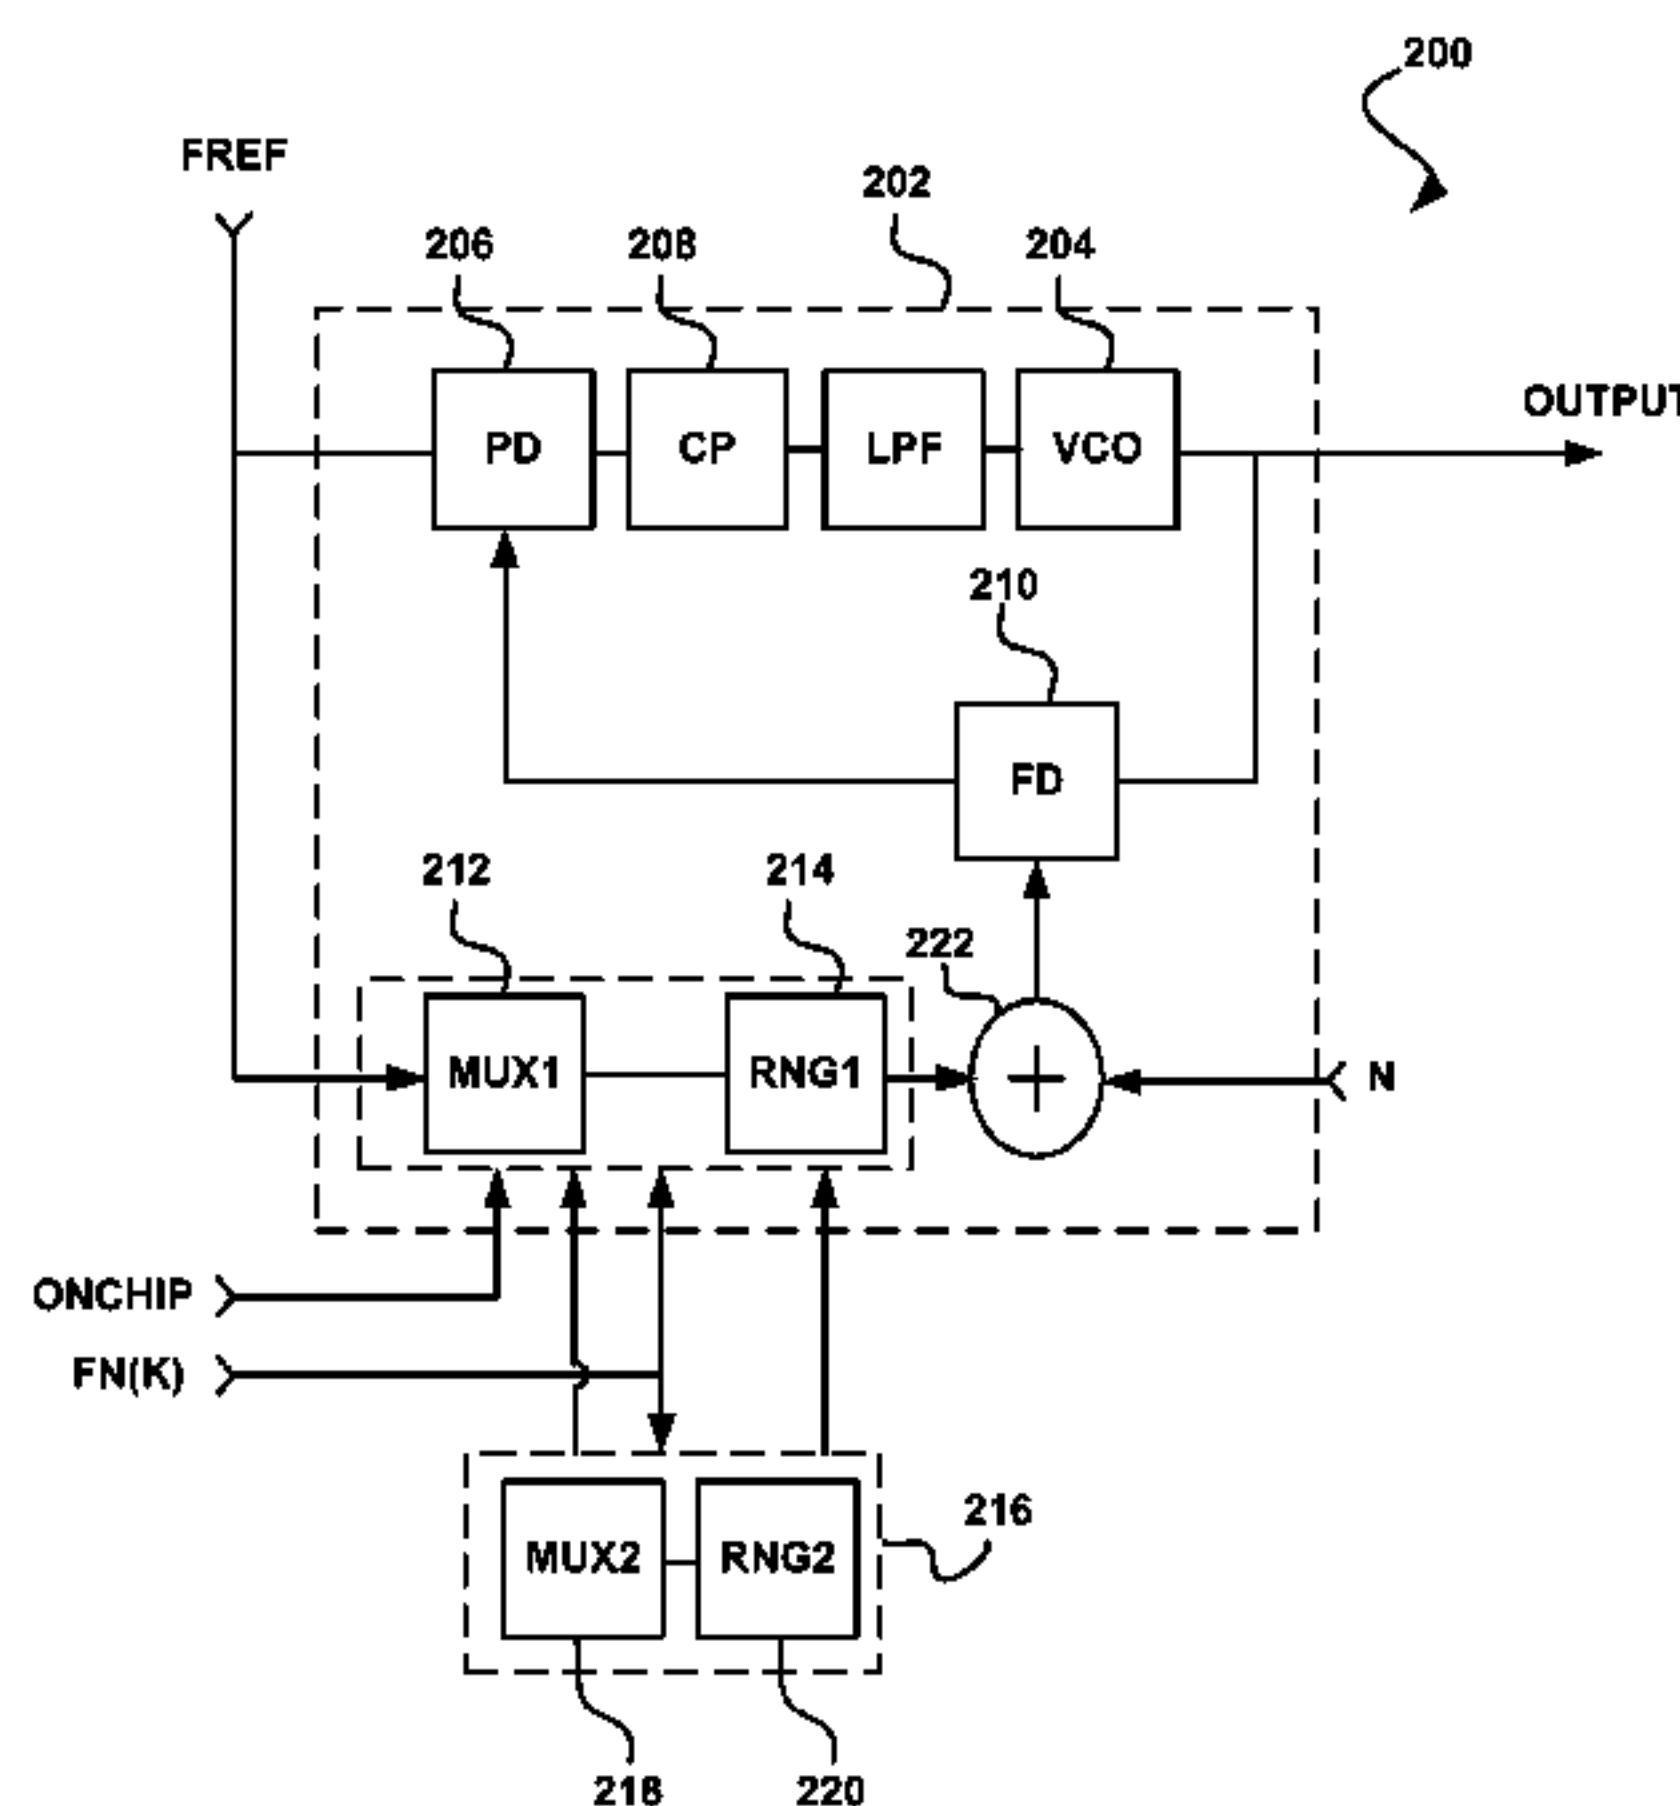 200
FREF
202
206
208
204
OUTPUT
PD
CP
LPF
VCO
210
FD
212
214
222
MUX1
RNG1
+
N
ONCHIP
FN(K)
216
MUX2
RNG2
218
220